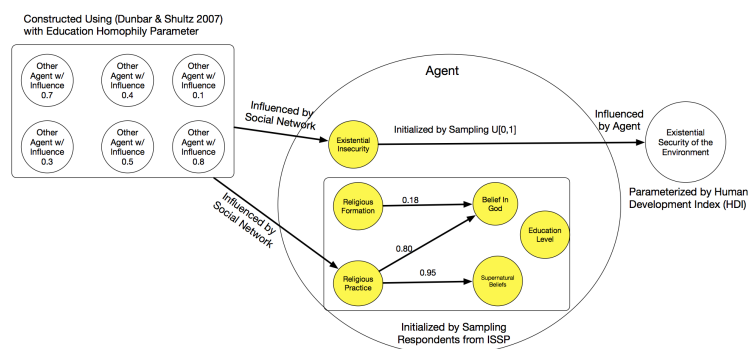 Constructed Using (Dunbar & Shultz 2007)
with Education Homophily Parameter
Other
Agent w/
Influence
0.7
Other
Agent w/
Influence
0.4
Other
Agent w/
Influence
0.1
Other
Agent w/
Influence
0.3
Other
Agent w/
Influence
0.5
Other
Agent w/
Influence
0.8
Influenced by
Social Network
Influenced by
Social Network
Agent
Existential
Insecurity
Initialized by Sampling U[0,1]
Influenced
by Agent
Existential
Security of the
Environment
Parameterized by Human
Development Index (HDI)
Religious
Formation
0.18
Belief In
God
Education
Level
0.80
Religious
Practice
0.95
Supernatural
Beliefs
Initialized by Sampling
Respondents from ISSP